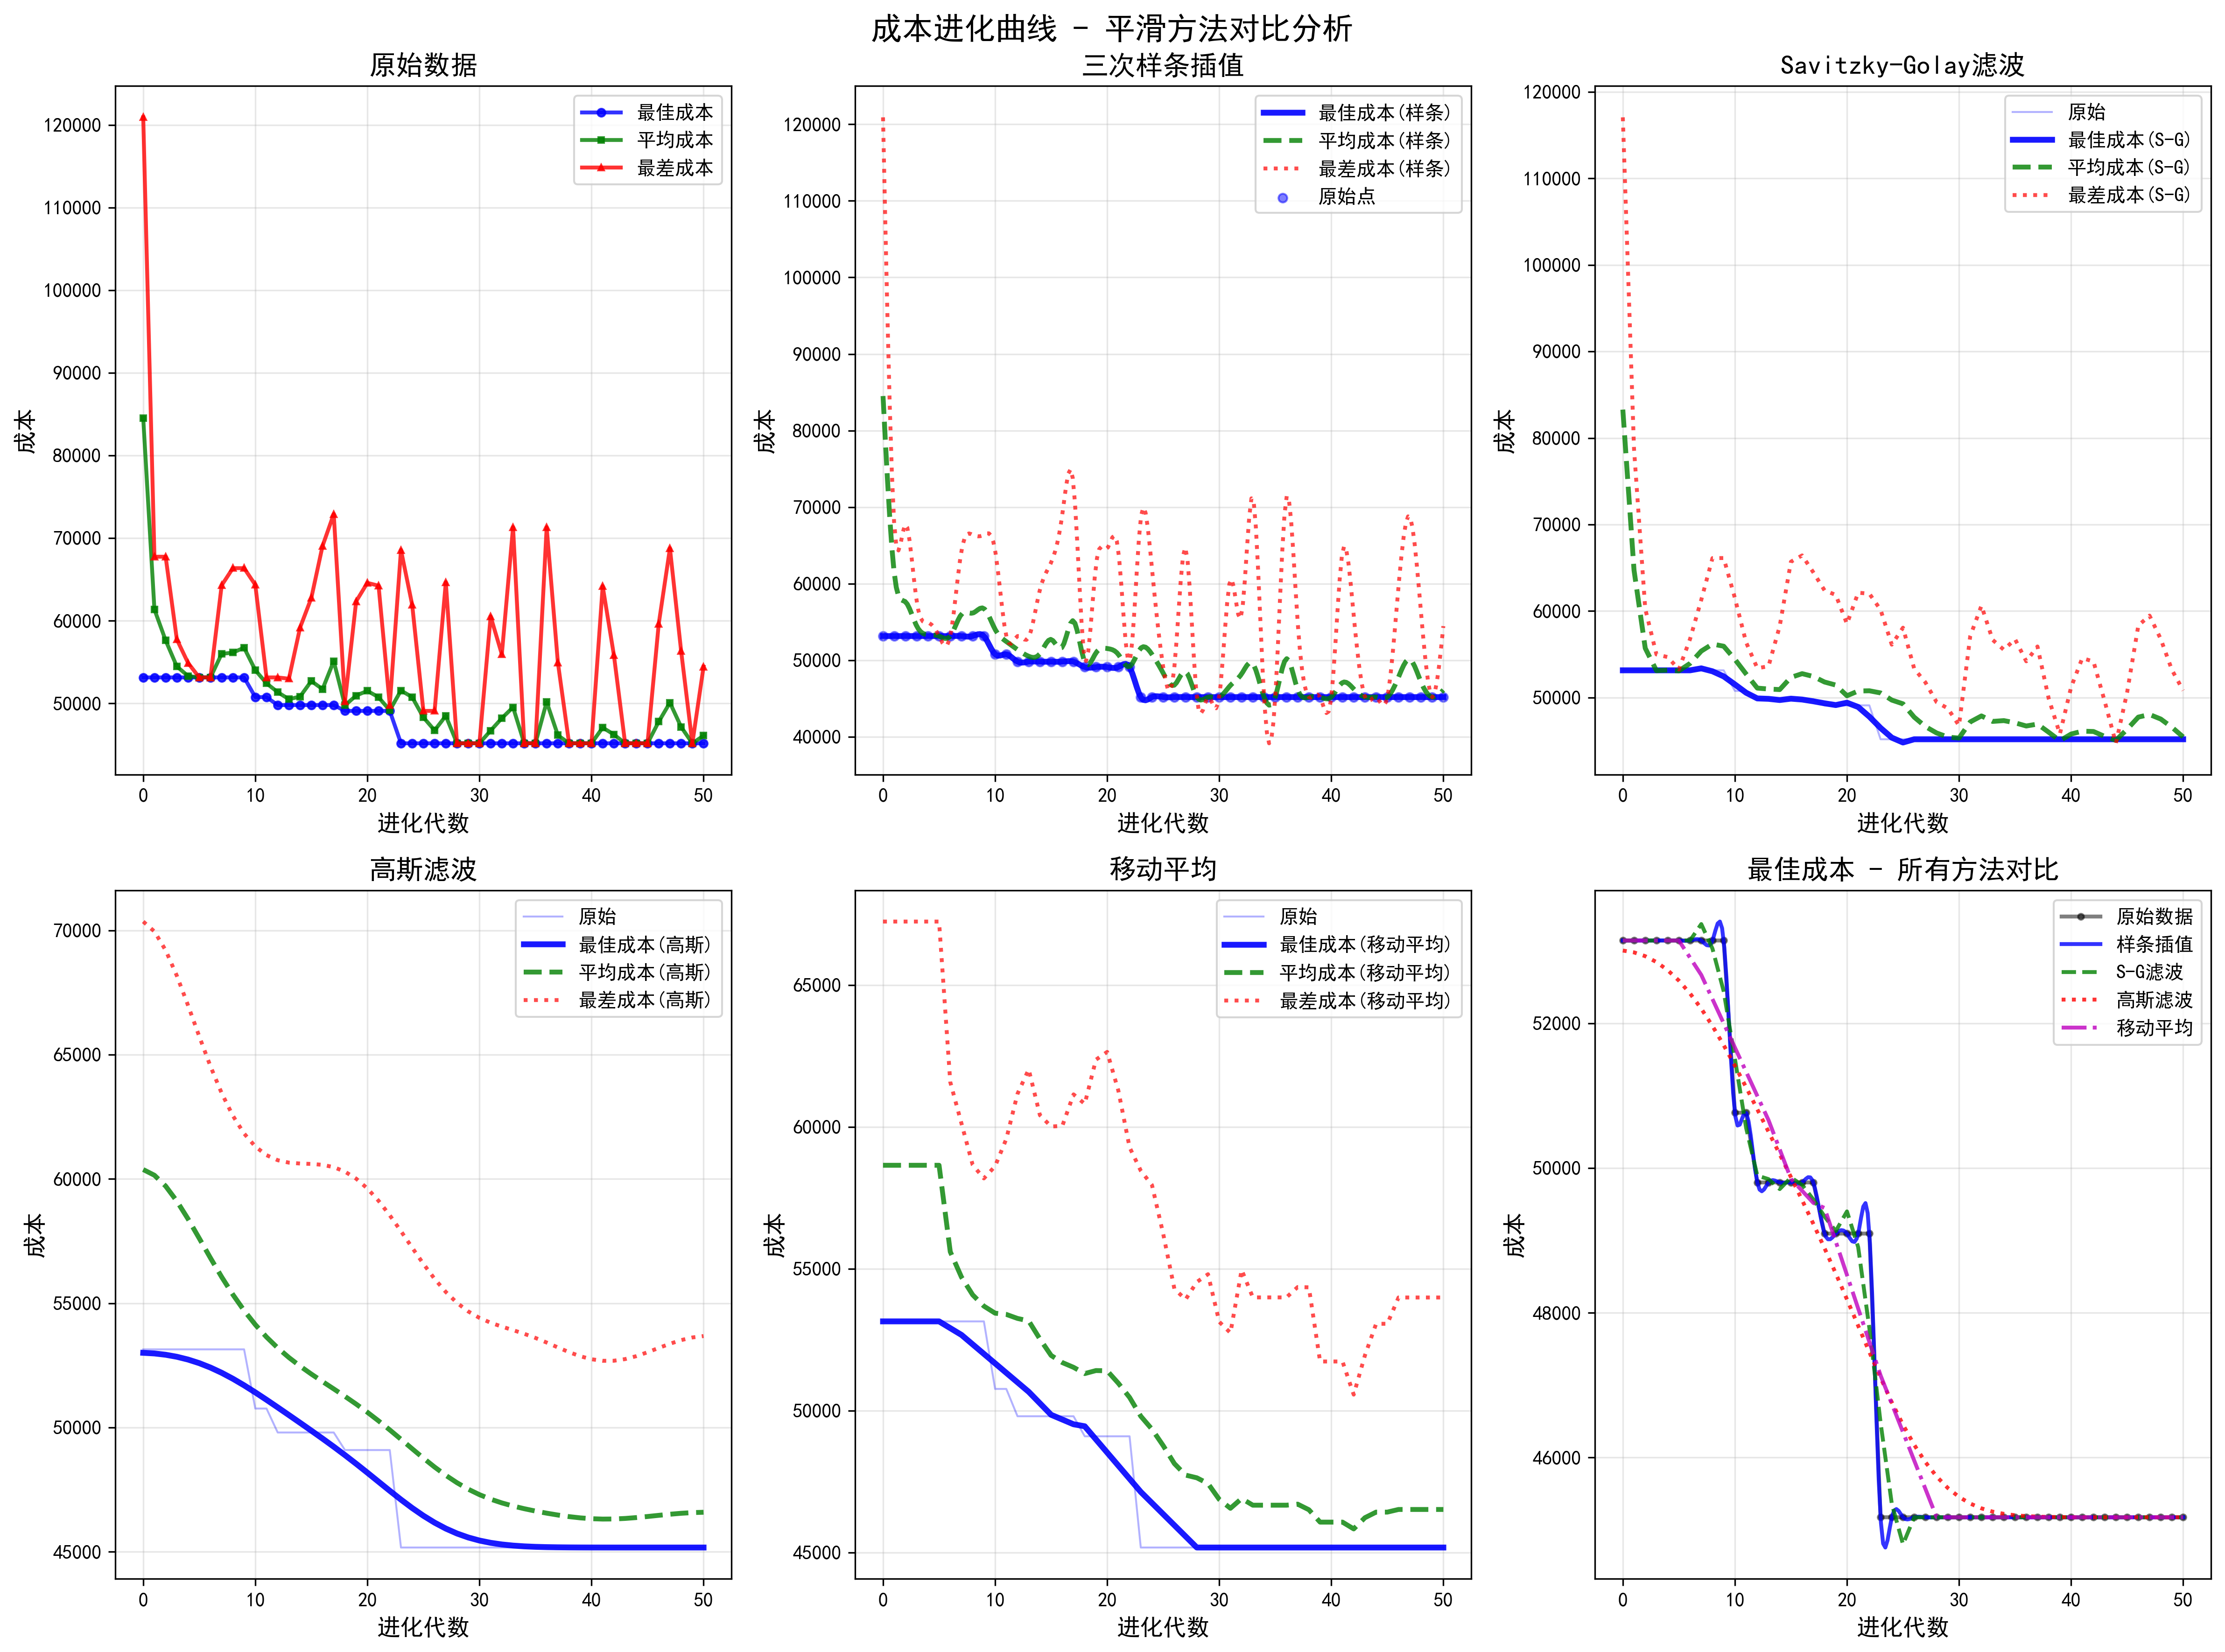 成本进化曲线 - 平滑方法对比分析
原始数据
120000
110000
100000
90000
80000
70000
60000
50000
成本
0 10 20 30 40 50
进化代数
最佳成本
平均成本
最差成本
三次样条插值
120000
110000
100000
90000
80000
70000
60000
50000
40000
成本
0 10 20 30 40 50
进化代数
最佳成本(样条)
平均成本(样条)
最差成本(样条)
原始点
Savitzky-Golay滤波
120000
110000
100000
90000
80000
70000
60000
50000
成本
0 10 20 30 40 50
进化代数
原始
最佳成本(S-G)
平均成本(S-G)
最差成本(S-G)
高斯滤波
70000
65000
60000
55000
50000
45000
成本
0 10 20 30 40 50
进化代数
原始
最佳成本(高斯)
平均成本(高斯)
最差成本(高斯)
移动平均
65000
60000
55000
50000
45000
成本
0 10 20 30 40 50
进化代数
原始
最佳成本(移动平均)
平均成本(移动平均)
最差成本(移动平均)
最佳成本 - 所有方法对比
52000
50000
48000
46000
成本
0 10 20 30 40 50
进化代数
原始数据
样条插值
S-G滤波
高斯滤波
移动平均